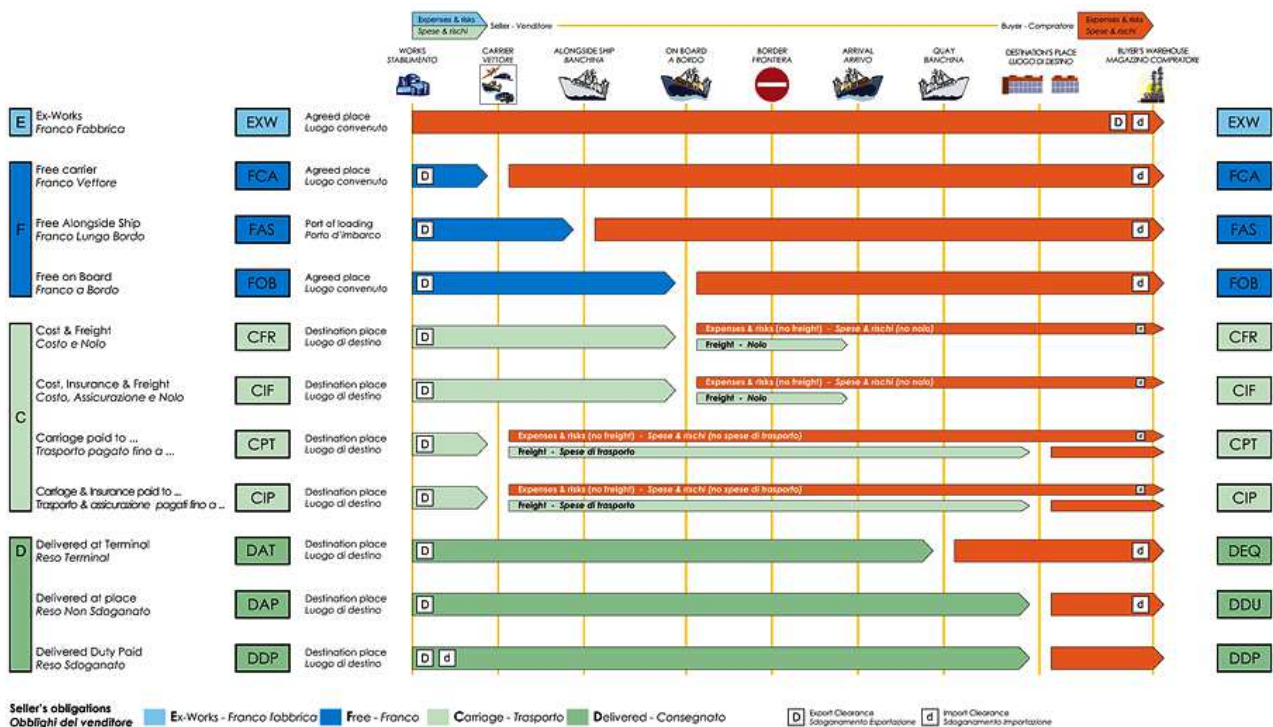 Expenses & risks
Spese & rischi
Seller - Venditore
Buyer - Compratore
Expenses & risks
Spese & rischi
WORKS
STABILIMENTO
CARRIER
VETTORE
ALONGSIDE SHIP
BANCHINA
ON BOARD
A BORDO
BORDER
FRONTIERA
ARRIVAL
ARRIVO
QUAY
BANCHINA
DESTINATION'S PLACE
LUOGO DI DESTINO
BUYER'S WAREHOUSE
MAGAZZINO COMPRATORE
E
Ex-Works
Franco Fabbrica
EXW
Agreed place
Luogo convenuto
D d
EXW
F
Free carrier
Franco Vettore
FCA
Agreed place
Luogo convenuto
D
d
FCA
Free Alongside Ship
Franco Lungo Bordo
FAS
Port of loading
Porto d'imbarco
D
d
FAS
Free on Board
Franco a Bordo
FOB
Agreed place
Luogo convenuto
D
d
FOB
C
Cost & Freight
Costo e Nolo
CFR
Destination place
Luogo di destino
D
Expenses & risks (no freight) - Spese & rischi (no nolo)
d
Freight - Nolo
CFR
Cost, Insurance & Freight
Costo, Assicurazione e Nolo
CIF
Destination place
Luogo di destino
D
Expenses & risks (no freight) - Spese & rischi (no nolo)
d
Freight - Nolo
CIF
Carriage paid to ...
Trasporto pagato fino a ...
CPT
Destination place
Luogo di destino
D
Expenses & risks (no freight) - Spese & rischi (no spese di trasporto)
d
Freight - Spese di trasporto
CPT
Carriage & Insurance paid to ...
Trasporto & assicurazione pagati fino a ...
CIP
Destination place
Luogo di destino
D
Expenses & risks (no freight) - Spese & rischi (no spese di trasporto)
d
Freight - Spese di trasporto
CIP
D
Delivered at Terminal
Reso Terminal
DAT
Destination place
Luogo di destino
D
d
DEQ
Delivered at place
Reso Non Sdoganato
DAP
Destination place
Luogo di destino
D
d
DDU
Delivered Duty Paid
Reso Sdoganato
DDP
Destination place
Luogo di destino
D d
DDP
Seller's obligations
Obblighi del venditore
Ex-Works - Franco fabbrica
Free - Franco
Carriage - Trasporto
Delivered - Consegnato
D Export Clearance
Sdoganamento Esportazione
d Import Clearance
Sdoganamento Importazione